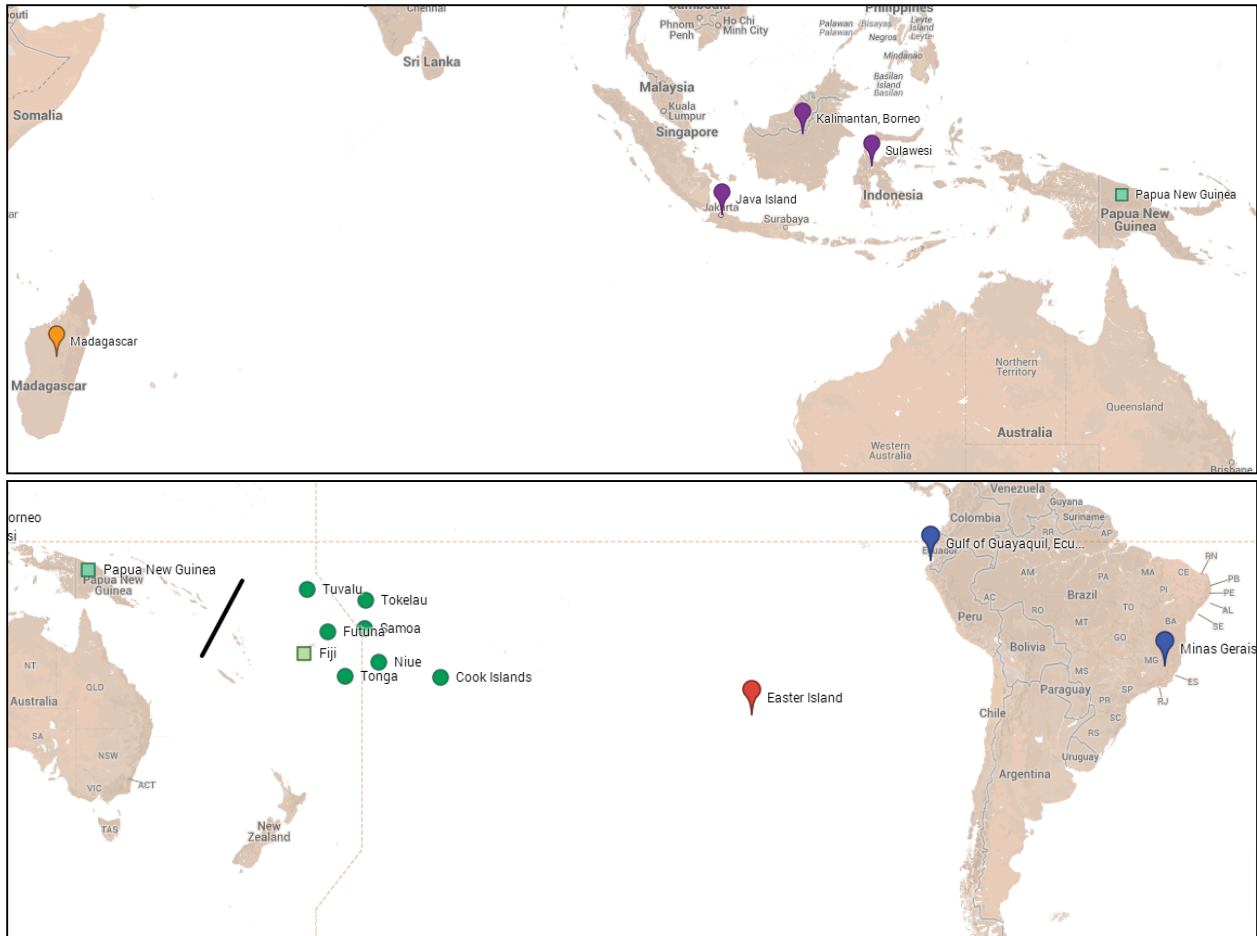 outi
Chennai
Sri Lanka
Somalia
ar
Madagascar
Madagascar
Cambodia
Phnom
Penh
Ho Chi
Minh City
Malaysia
Kuala
Lumpur
Singapore
Philippines
Palawan
Palawan
Bisayas
Leyte
Island
Leyte
Negros
Mindanao
Basilan
Island
Basilan
Kalimantan, Borneo
Sulawesi
Indonesia
Java Island
Jakarta
Surabaya
Papua New Guinea
Papua New
Guinea
Northern
Territory
Queensland
Australia
Western
Australia
Brisbane
orneo
si
Papua New Guinea
Papua New
Guinea
Tuvalu
Tokelau
Samoa
Futuna
Fiji
Niue
Tonga
Cook Islands
NT
QLD
Australia
SA
NSW
VIC
ACT
TAS
New
Zealand
Easter Island
Venezuela
Guyana
Colombia
Suriname
RR
AP
Ecuador
Gulf of Guayaquil, Ecu...
AM
PA
MA
CE
RN
PB
PE
AL
SE
PI
Brazil
AC
RO
TO
Peru
MT
BA
GO
Bolivia
Minas Gerais
MG
MS
ES
SP
RJ
Paraguay
PR
SC
Chile
RS
Uruguay
Argentina